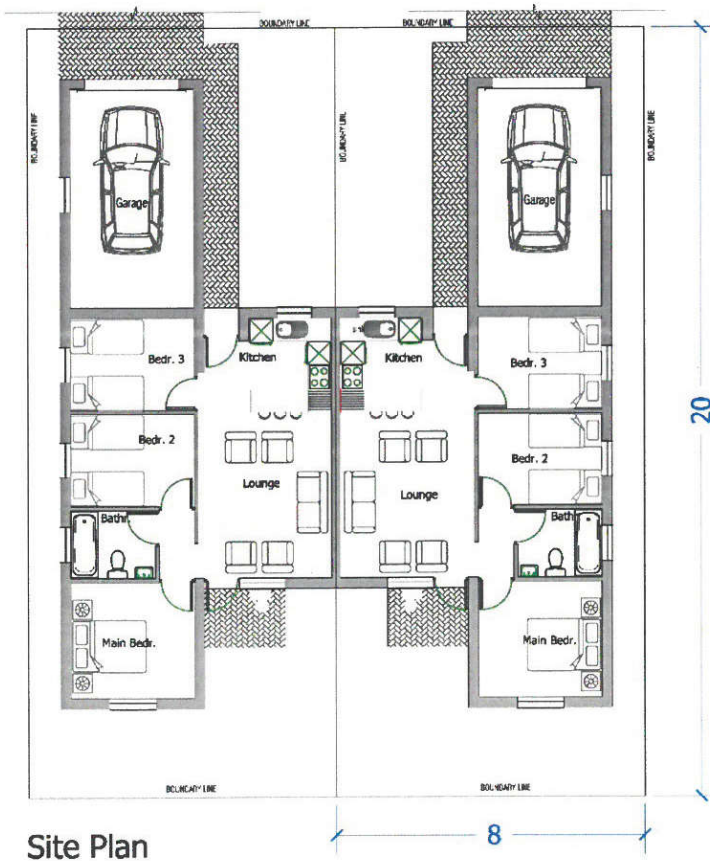 BOUNDARY LINE
BOUNDARY LINE
BOUNDARY LINE
BOUNDARY LINE
BOUNDARY LINE
Garage
Garage
20
Kitchen
Kitchen
Bedr. 3
Bedr. 3
Bedr. 2
Bedr. 2
Lounge
Lounge
Bathr.
Bath
Main Bedr.
Main Bedr.
BOUNDARY LINE
BOUNDARY LINE
8
Site Plan